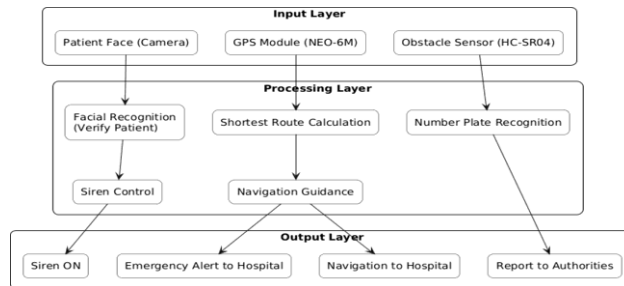 Input Layer
Patient Face (Camera)
GPS Module (NEO-6M)
Obstacle Sensor (HC-SR04)
Processing Layer
Facial Recognition
(Verify Patient)
Shortest Route Calculation
Number Plate Recognition
Siren Control
Navigation Guidance
Output Layer
Siren ON
Emergency Alert to Hospital
Navigation to Hospital
Report to Authorities